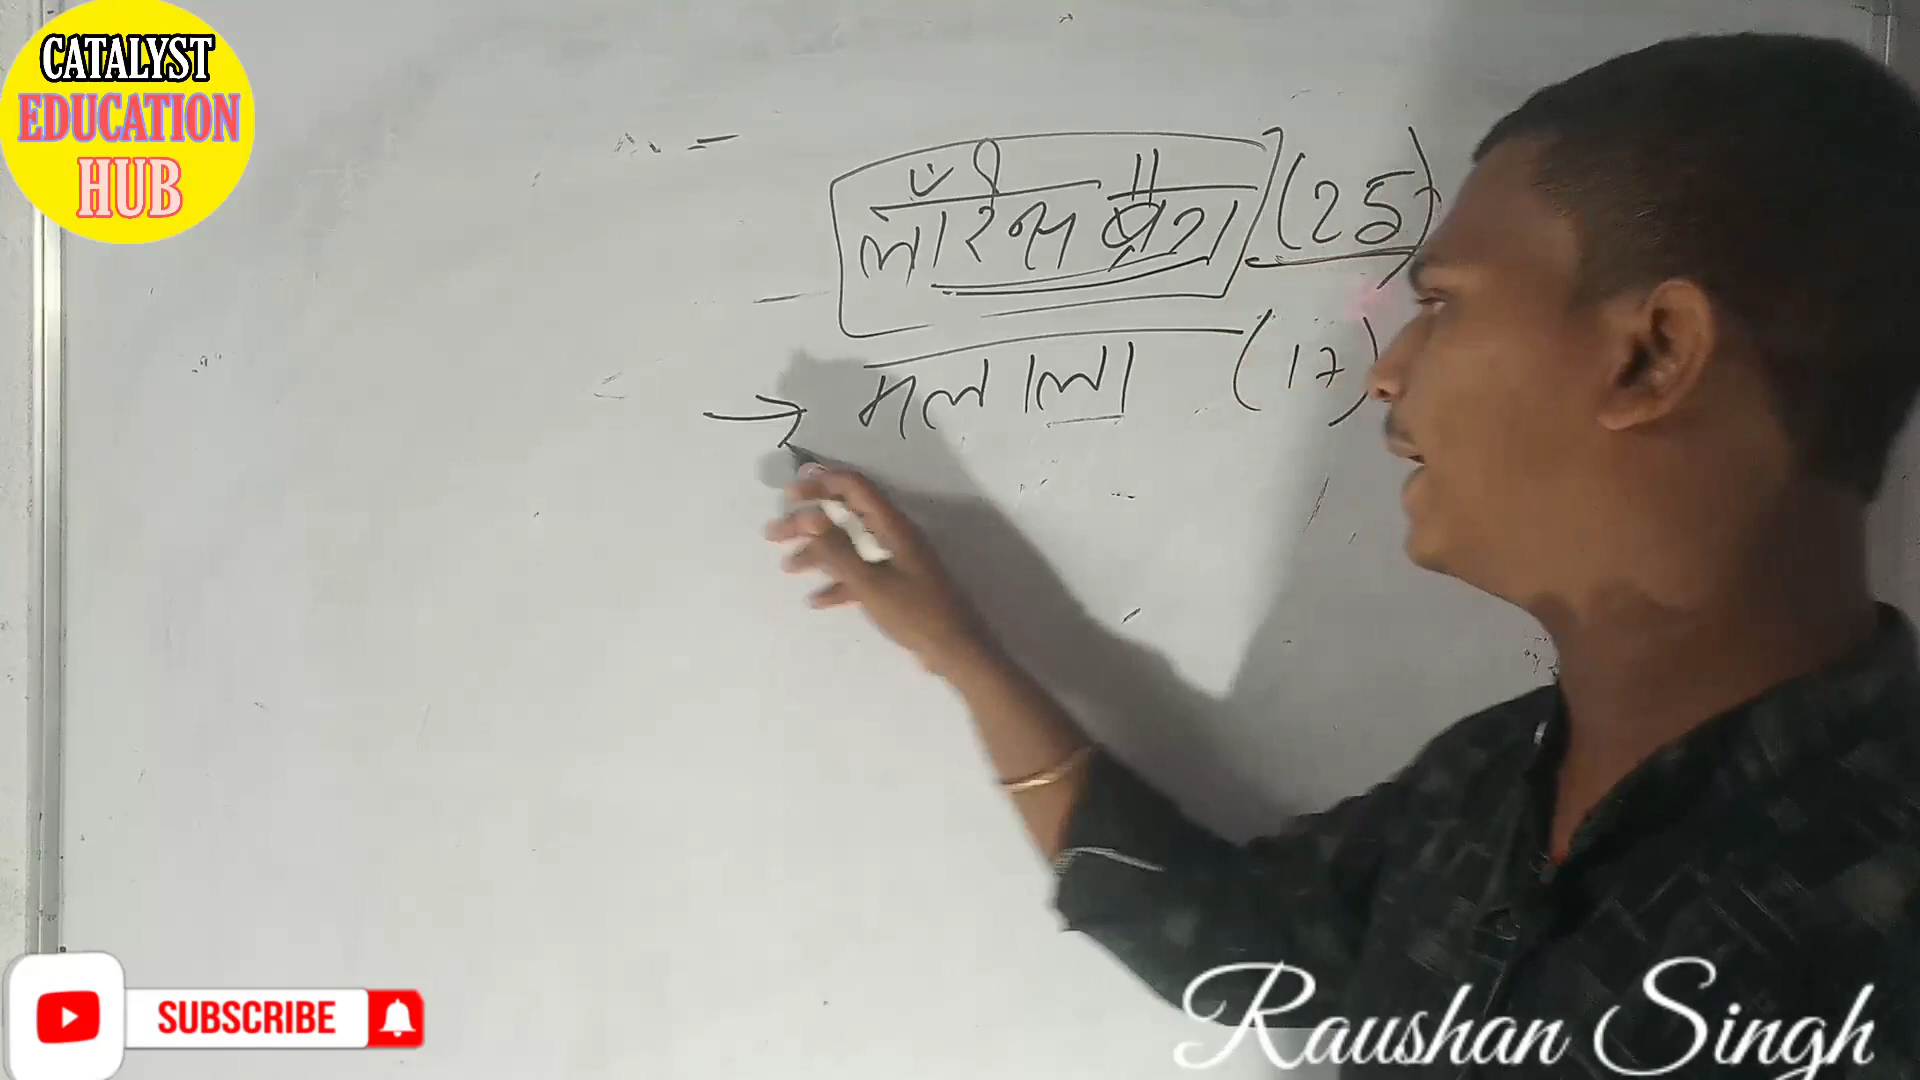 CATALYST
EDUCATION
HUB
लॉरेन्स ब्रैग (25)
मलाला (17)
SUBSCRIBE
Raushan Singh